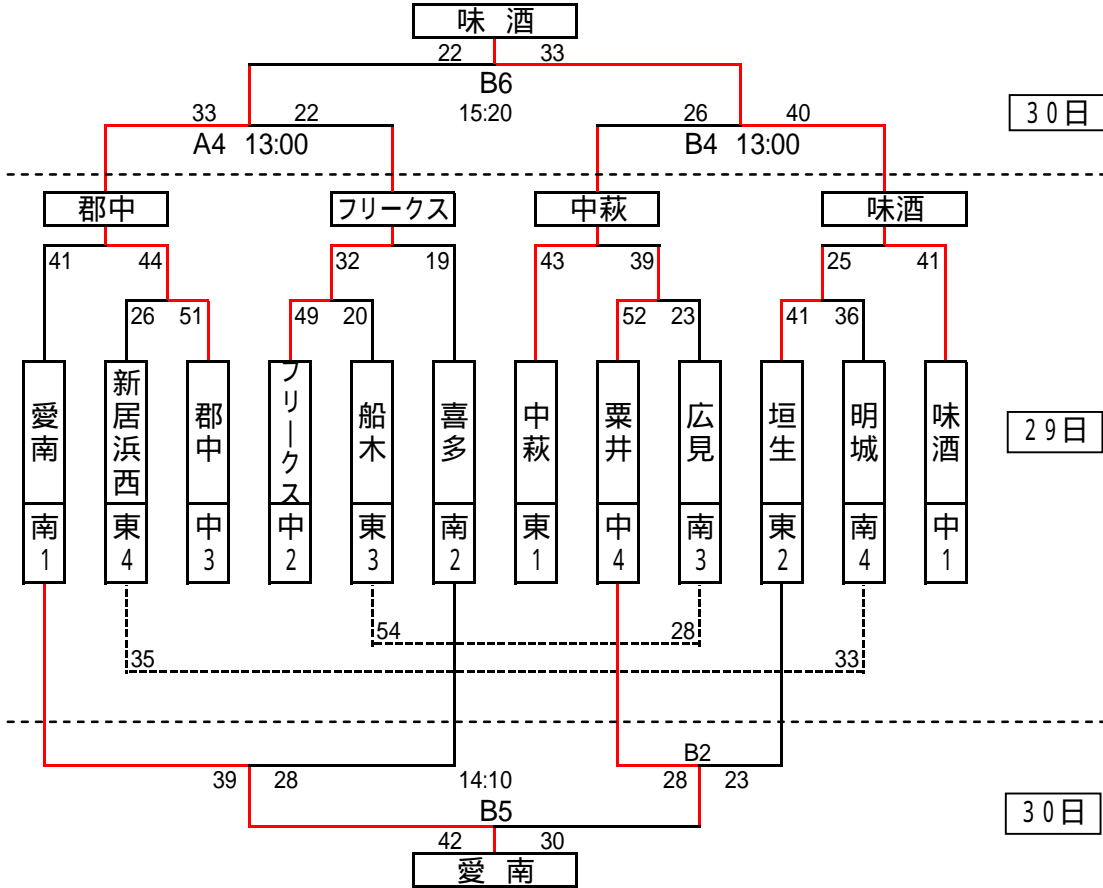 味 酒
22 33
B6
15:20
30日
33 22 26 40
A4 13:00 B4 13:00
郡中 フリークス 中萩 味酒
41 44 32 19 43 39 25 41
26 51 49 20 52 23 41 36
愛南 新居浜西 郡中 フリークス 船木 喜多 中萩 粟井 広見 垣生 明城 味酒
29日
南1 東4 中3 中2 東3 南2 東1 中4 南3 東2 南4 中1
54 28
35 33
B2
39 28 14:10 28 23
B5
30日
42 30
愛 南